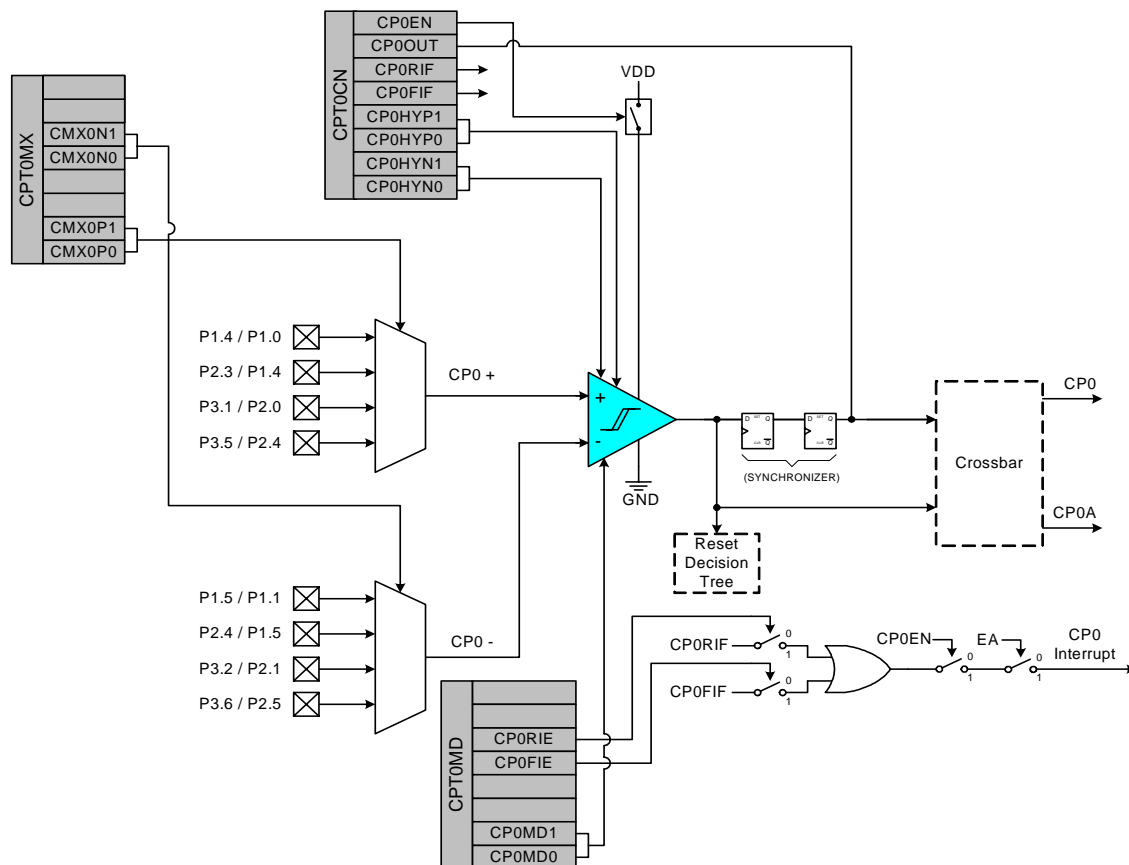 CPT0CN
CP0EN
CP0OUT
CP0RIF
CP0FIF
CP0HYP1
CP0HYP0
CP0HYN1
CP0HYN0
VDD
CPT0MX
CMX0N1
CMX0N0
CMX0P1
CMX0P0
P1.4 / P1.0
P2.3 / P1.4
P3.1 / P2.0
P3.5 / P2.4
CP0 +
+
-
GND
D SET Q
CLR Q
D SET Q
CLR Q
(SYNCHRONIZER)
Reset
Decision
Tree
Crossbar
CP0
CP0A
P1.5 / P1.1
P2.4 / P1.5
P3.2 / P2.1
P3.6 / P2.5
CP0 -
CPT0MD
CP0RIE
CP0FIE
CP0MD1
CP0MD0
CP0RIF
0
1
CP0FIF
0
1
CP0EN
0
1
EA
0
1
CP0
Interrupt